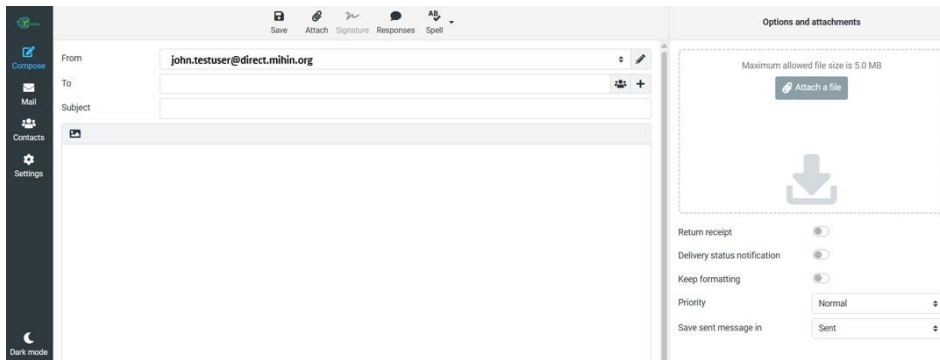 Compose
Mail
Contacts
Settings
Dark mode
Save Attach Signature Responses Spell
From john.testuser@direct.mihin.org
To
Subject
Options and attachments
Maximum allowed file size is 5.0 MB
Attach a file
Return receipt
Delivery status notification
Keep formatting
Priority Normal
Save sent message in Sent